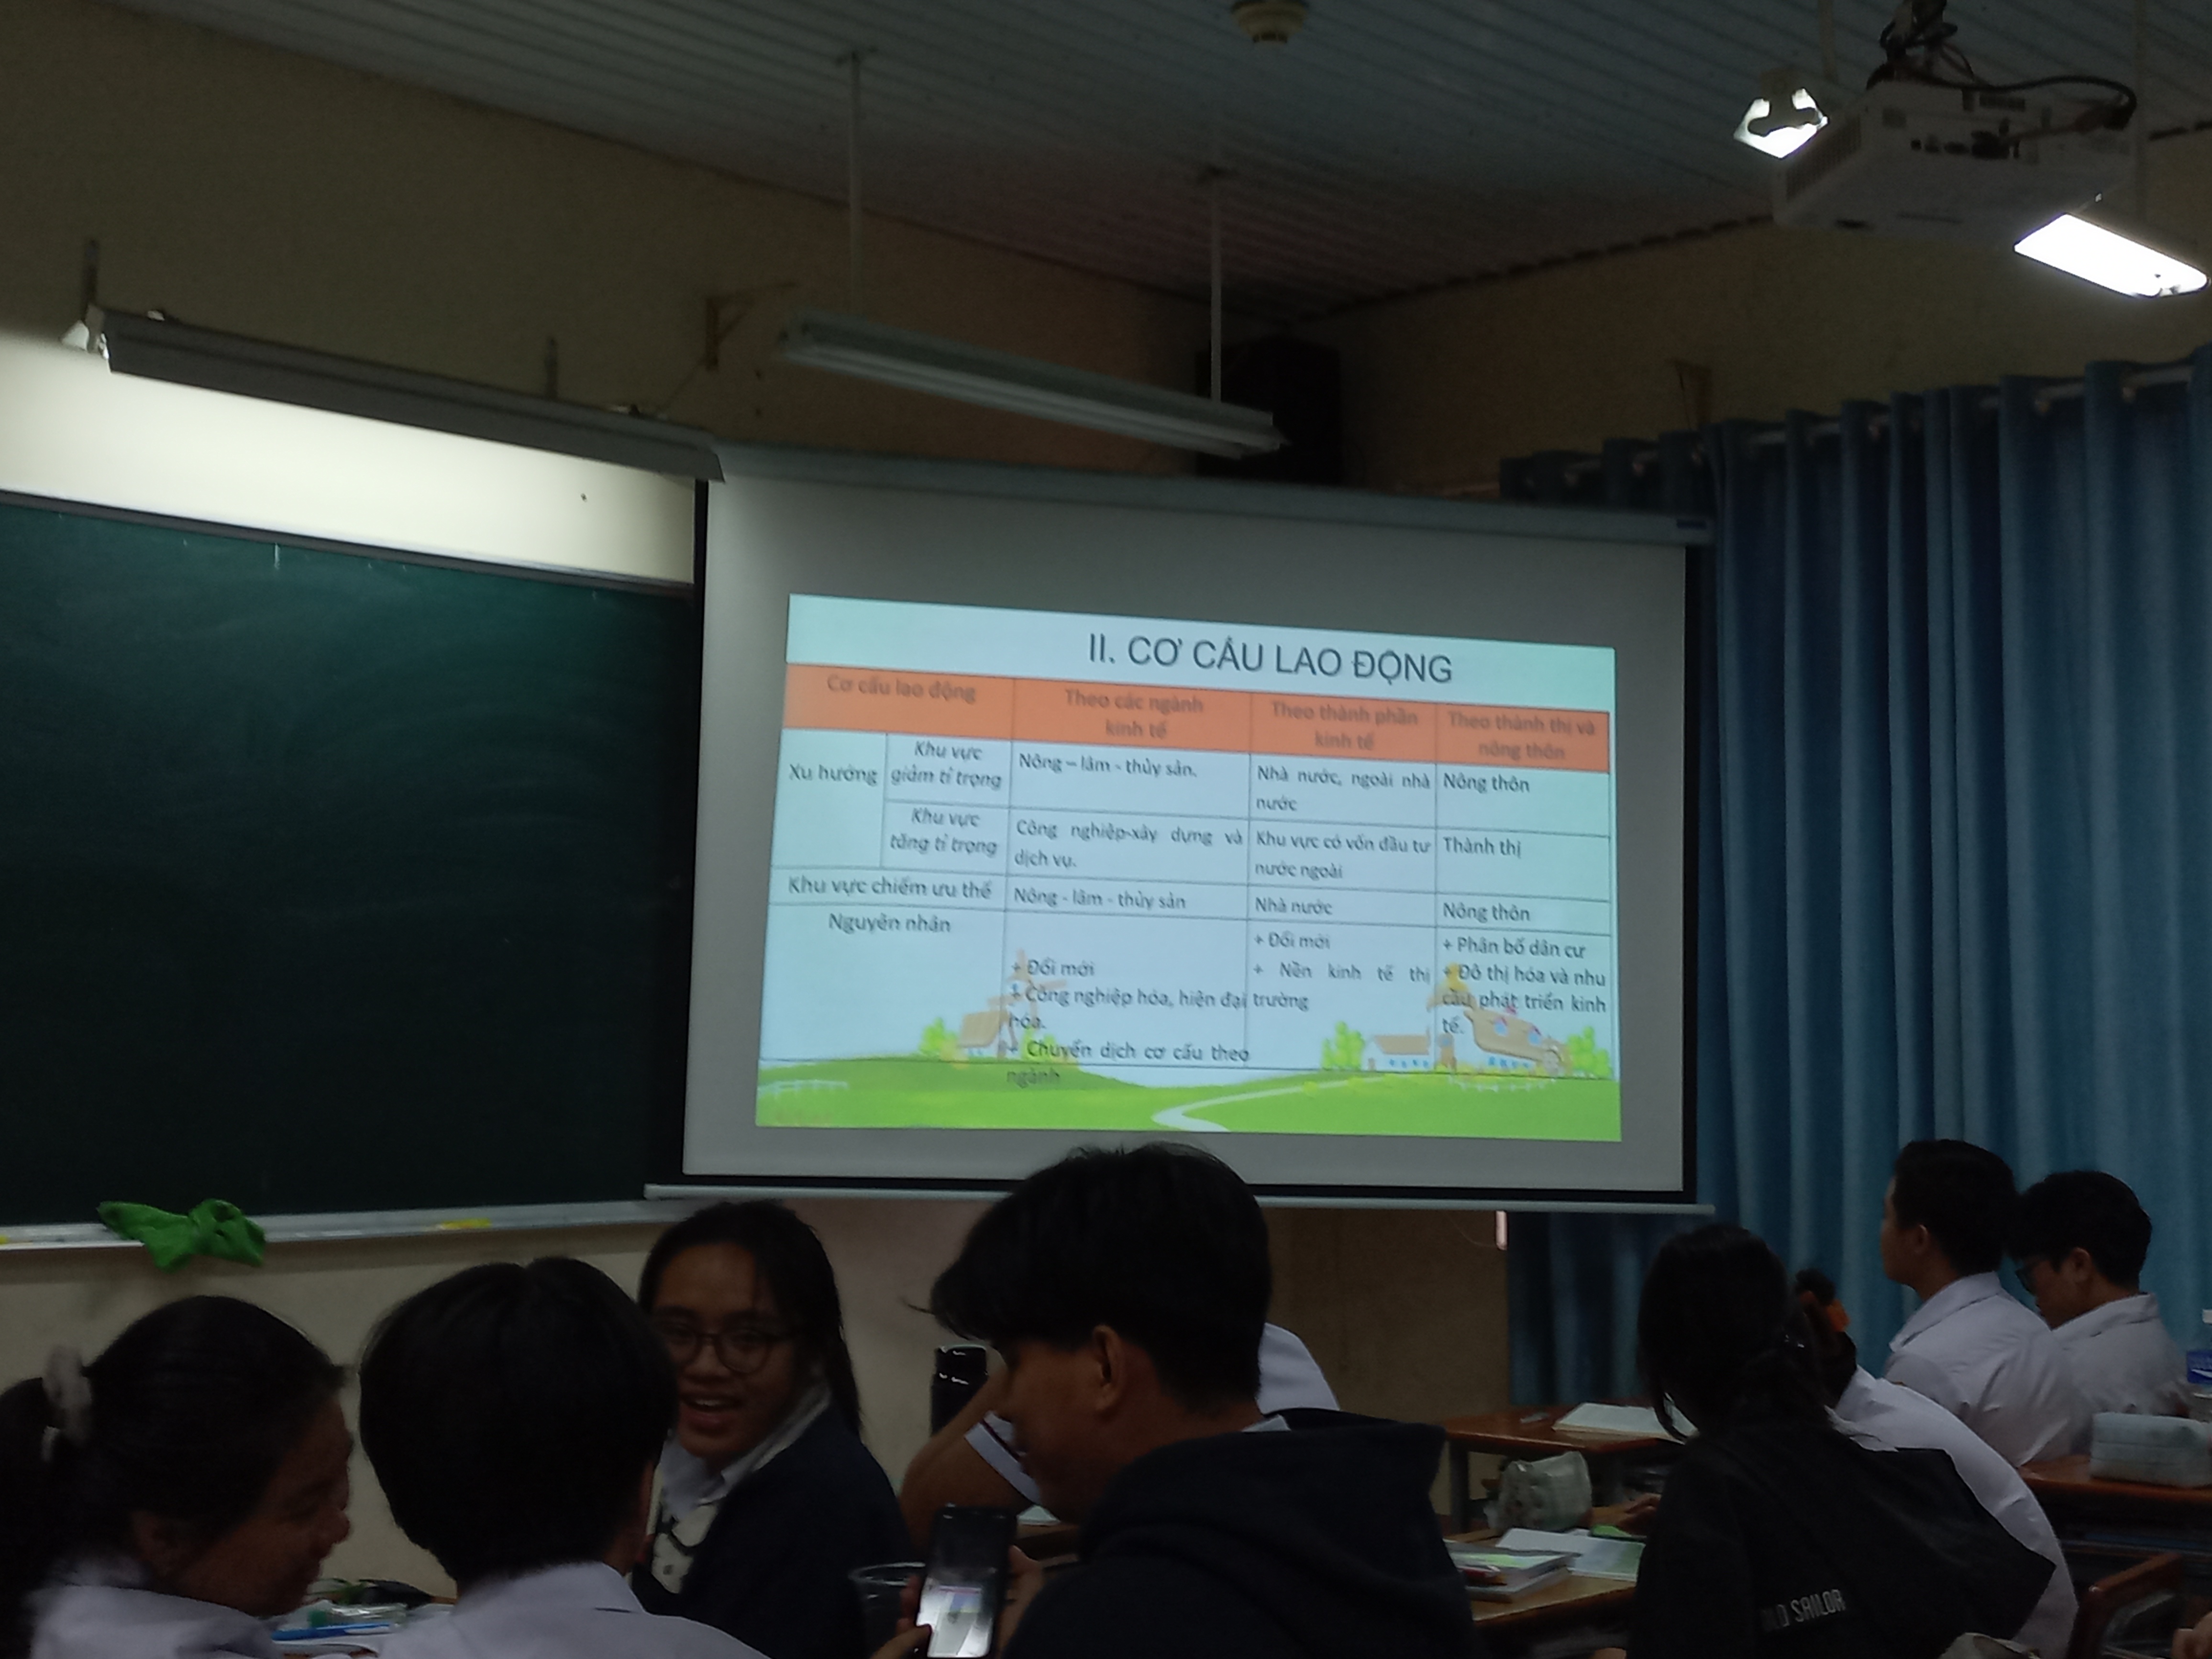 II. CƠ CẤU LAO ĐỘNG
Cơ cấu lao động
Theo các ngành
kinh tế
Theo thành phần
kinh tế
Theo thành thị và
nông thôn
Xu hướng
Khu vực
giảm tỉ trọng
Nông – lâm - thủy sản.
Nhà nước, ngoài nhà
nước
Nông thôn
Khu vực
tăng tỉ trọng
Công nghiệp-xây dựng và
dịch vụ.
Khu vực có vốn đầu tư
nước ngoài
Thành thị
Khu vực chiếm ưu thế
Nông - lâm - thủy sản
Nhà nước
Nông thôn
Nguyên nhân
+ Đổi mới
+ Công nghiệp hóa, hiện đại
hóa.
+ Chuyển dịch cơ cấu theo
ngành
+ Đổi mới
+ Nền kinh tế thị
trường
+ Phân bố dân cư
+ Đô thị hóa và nhu
cầu phát triển kinh
tế.
SAILOR